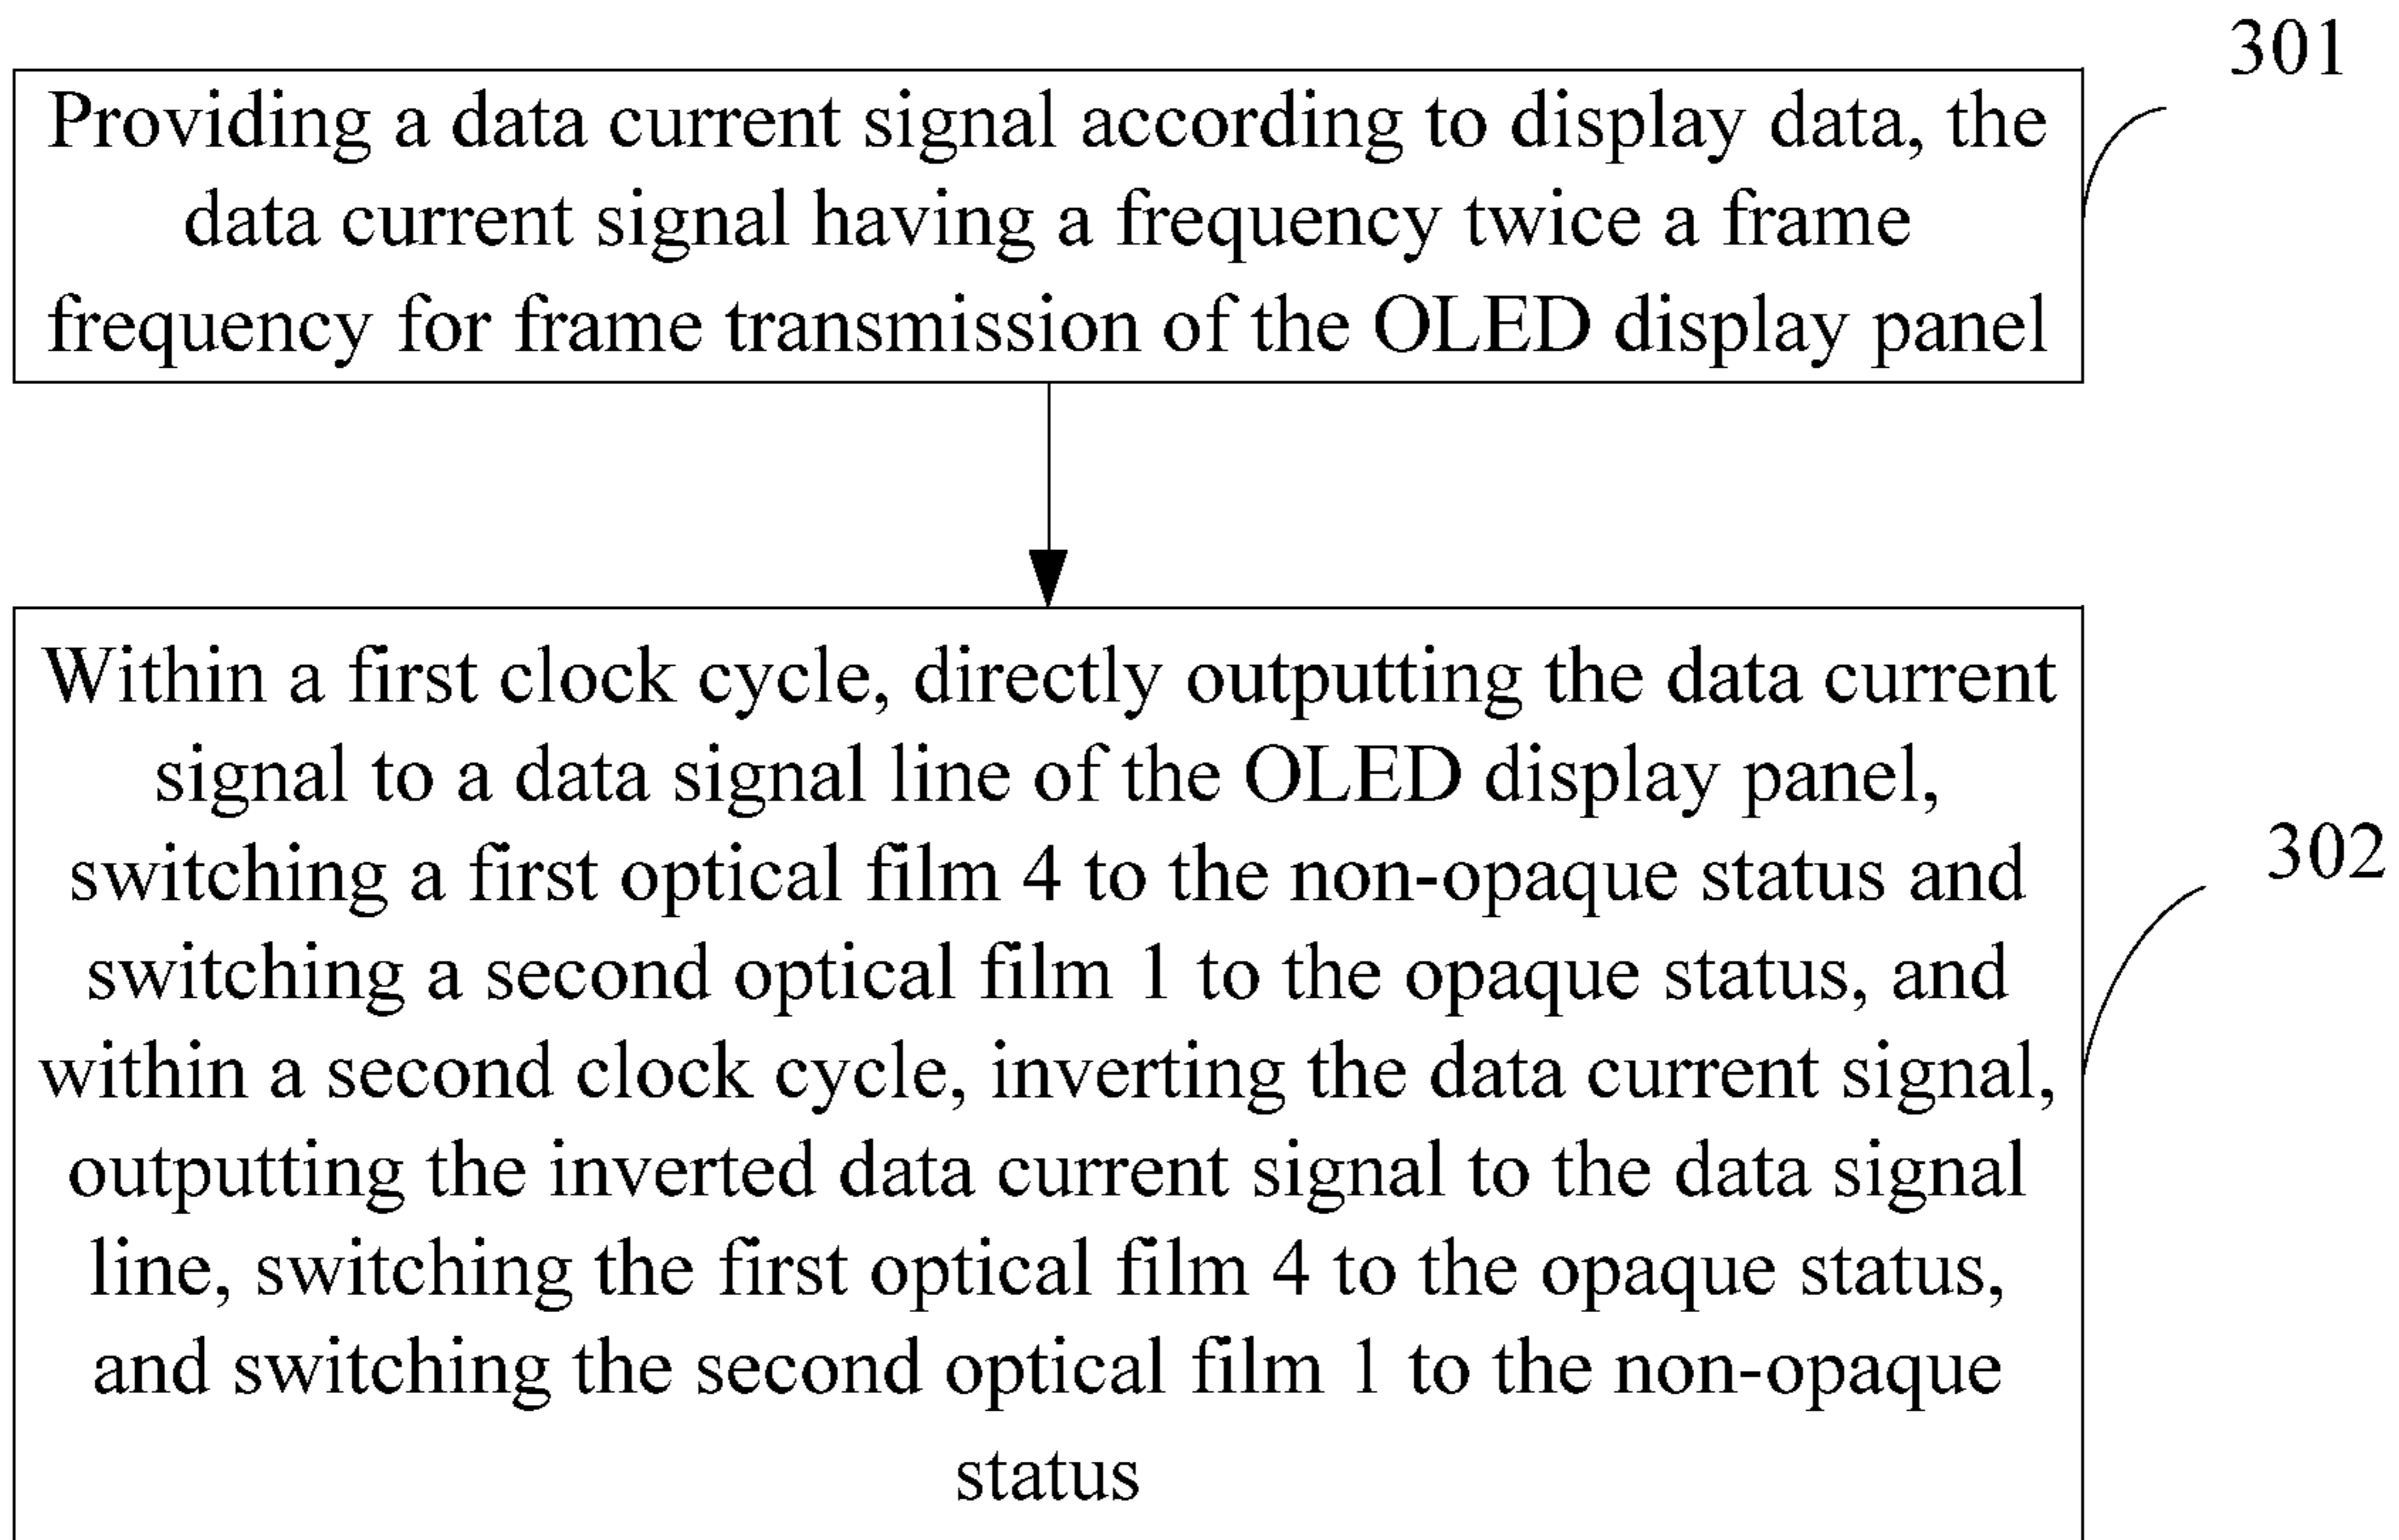 301
Providing a data current signal according to display data, the
data current signal having a frequency twice a frame
frequency for frame transmission of the OLED display panel
Within a first clock cycle, directly outputting the data current
signal to a data signal line of the OLED display panel,
switching a first optical film 4 to the non-opaque status and
switching a second optical film 1 to the opaque status, and
within a second clock cycle, inverting the data current signal,
outputting the inverted data current signal to the data signal
line, switching the first optical film 4 to the opaque status,
and switching the second optical film 1 to the non-opaque
status
302